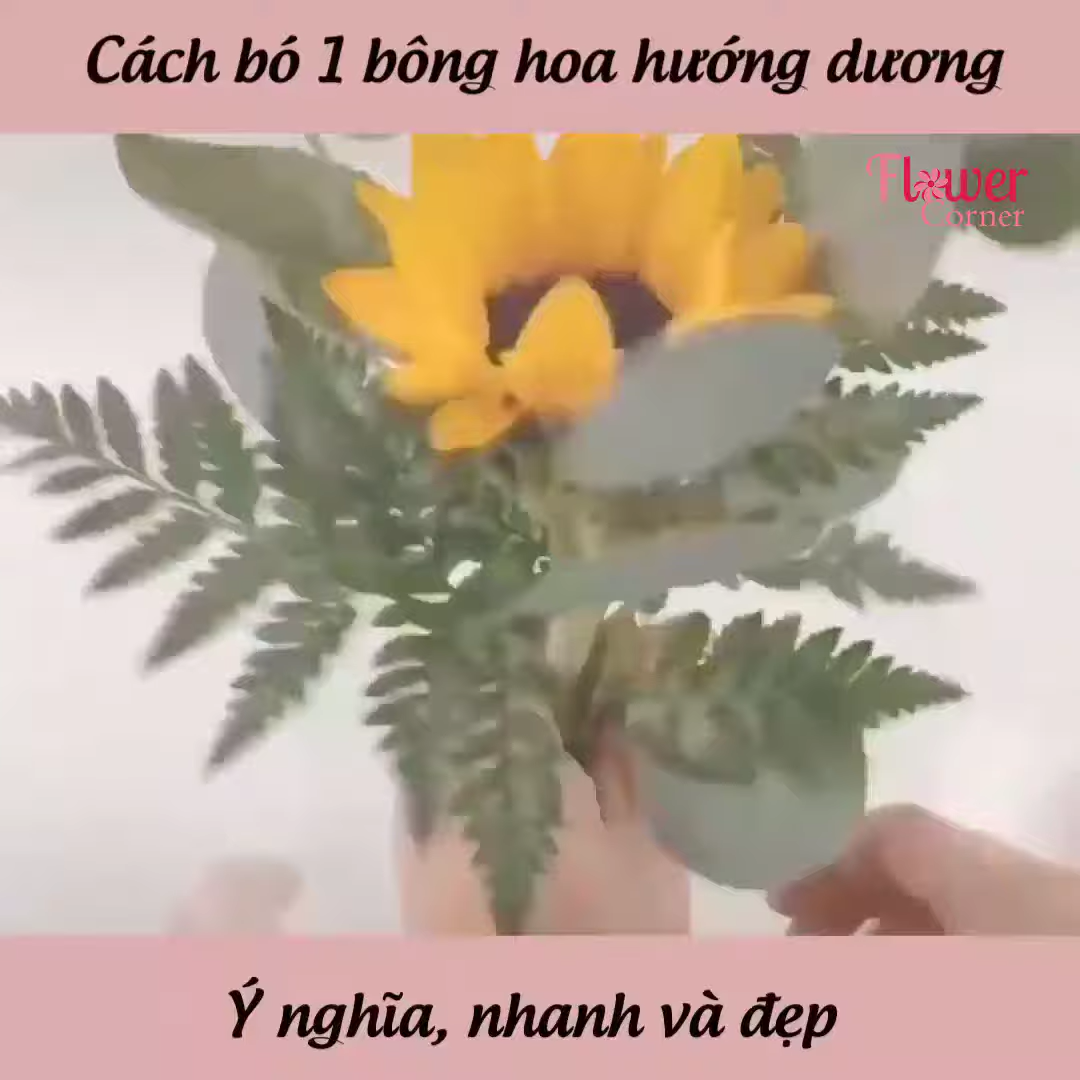 Cách bó 1 bông hoa hướng dương
Flower
Corner
Ý nghĩa, nhanh và đẹp